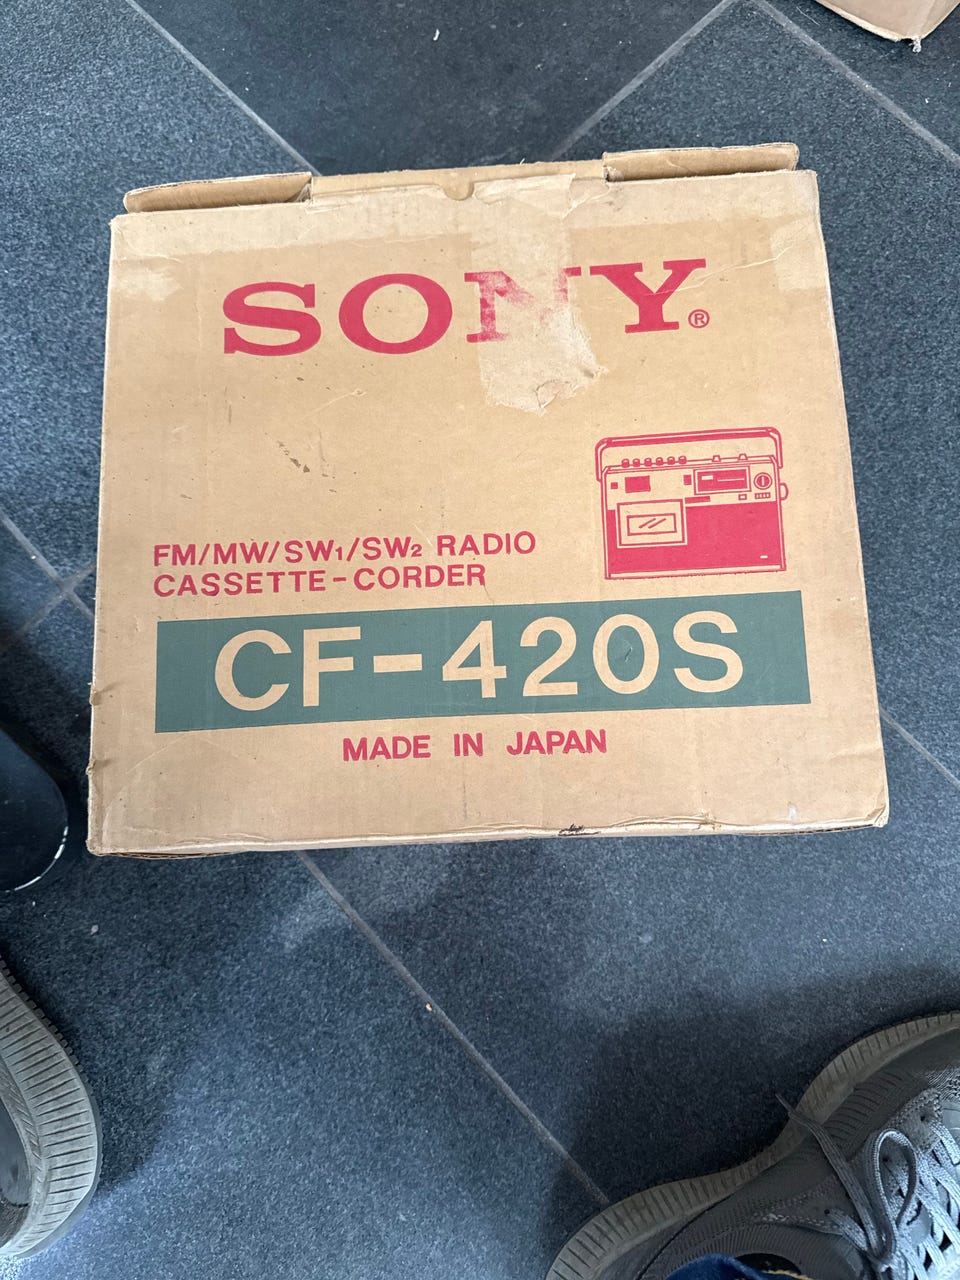 SONY®
FM/MW/SW₁/SW₂ RADIO
CASSETTE-CORDER
CF-420S
MADE IN JAPAN